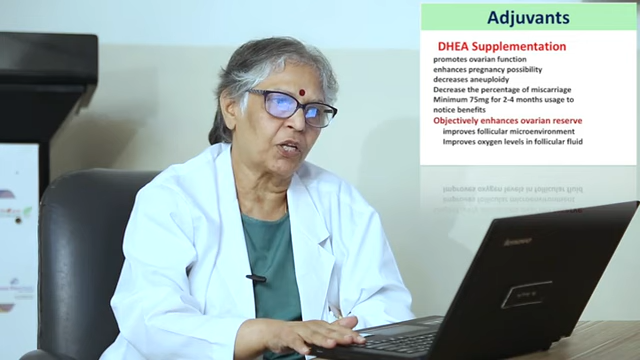 Adjuvants
DHEA Supplementation
promotes ovarian function
enhances pregnancy possibility
decreases aneuploidy
Decrease the percentage of miscarriage
Minimum 75mg for 2-4 months usage to
notice benefits
Objectively enhances ovarian reserve
improves follicular microenvironment
Improves oxygen levels in follicular fluid
lenovo